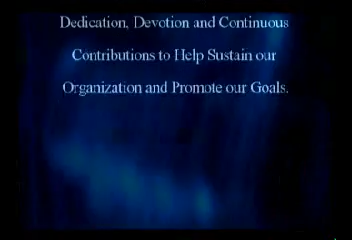 Dedication, Devotion and Continuous
Contributions to Help Sustain our
Organization and Promote our Goals.